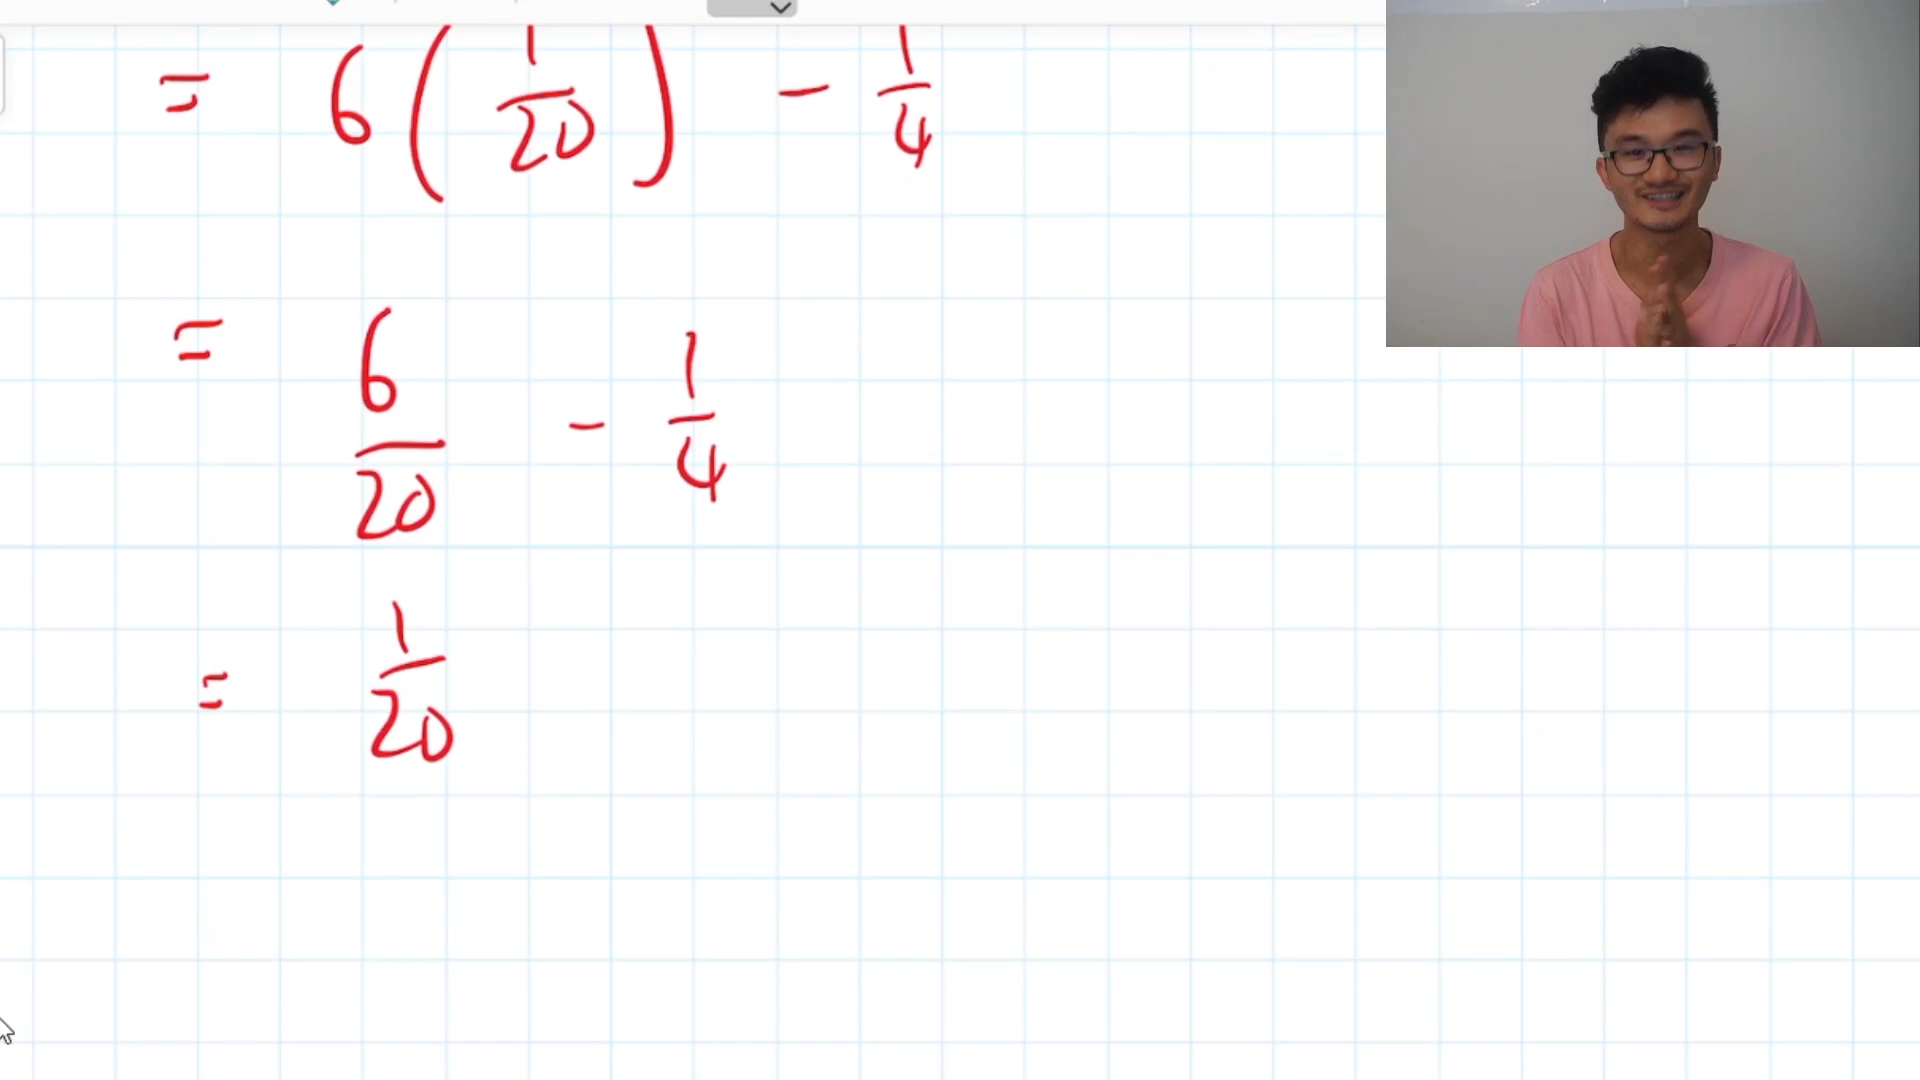 = 6 ( 1/20 ) - 1/4
= 6/20 - 1/4
= 1/20